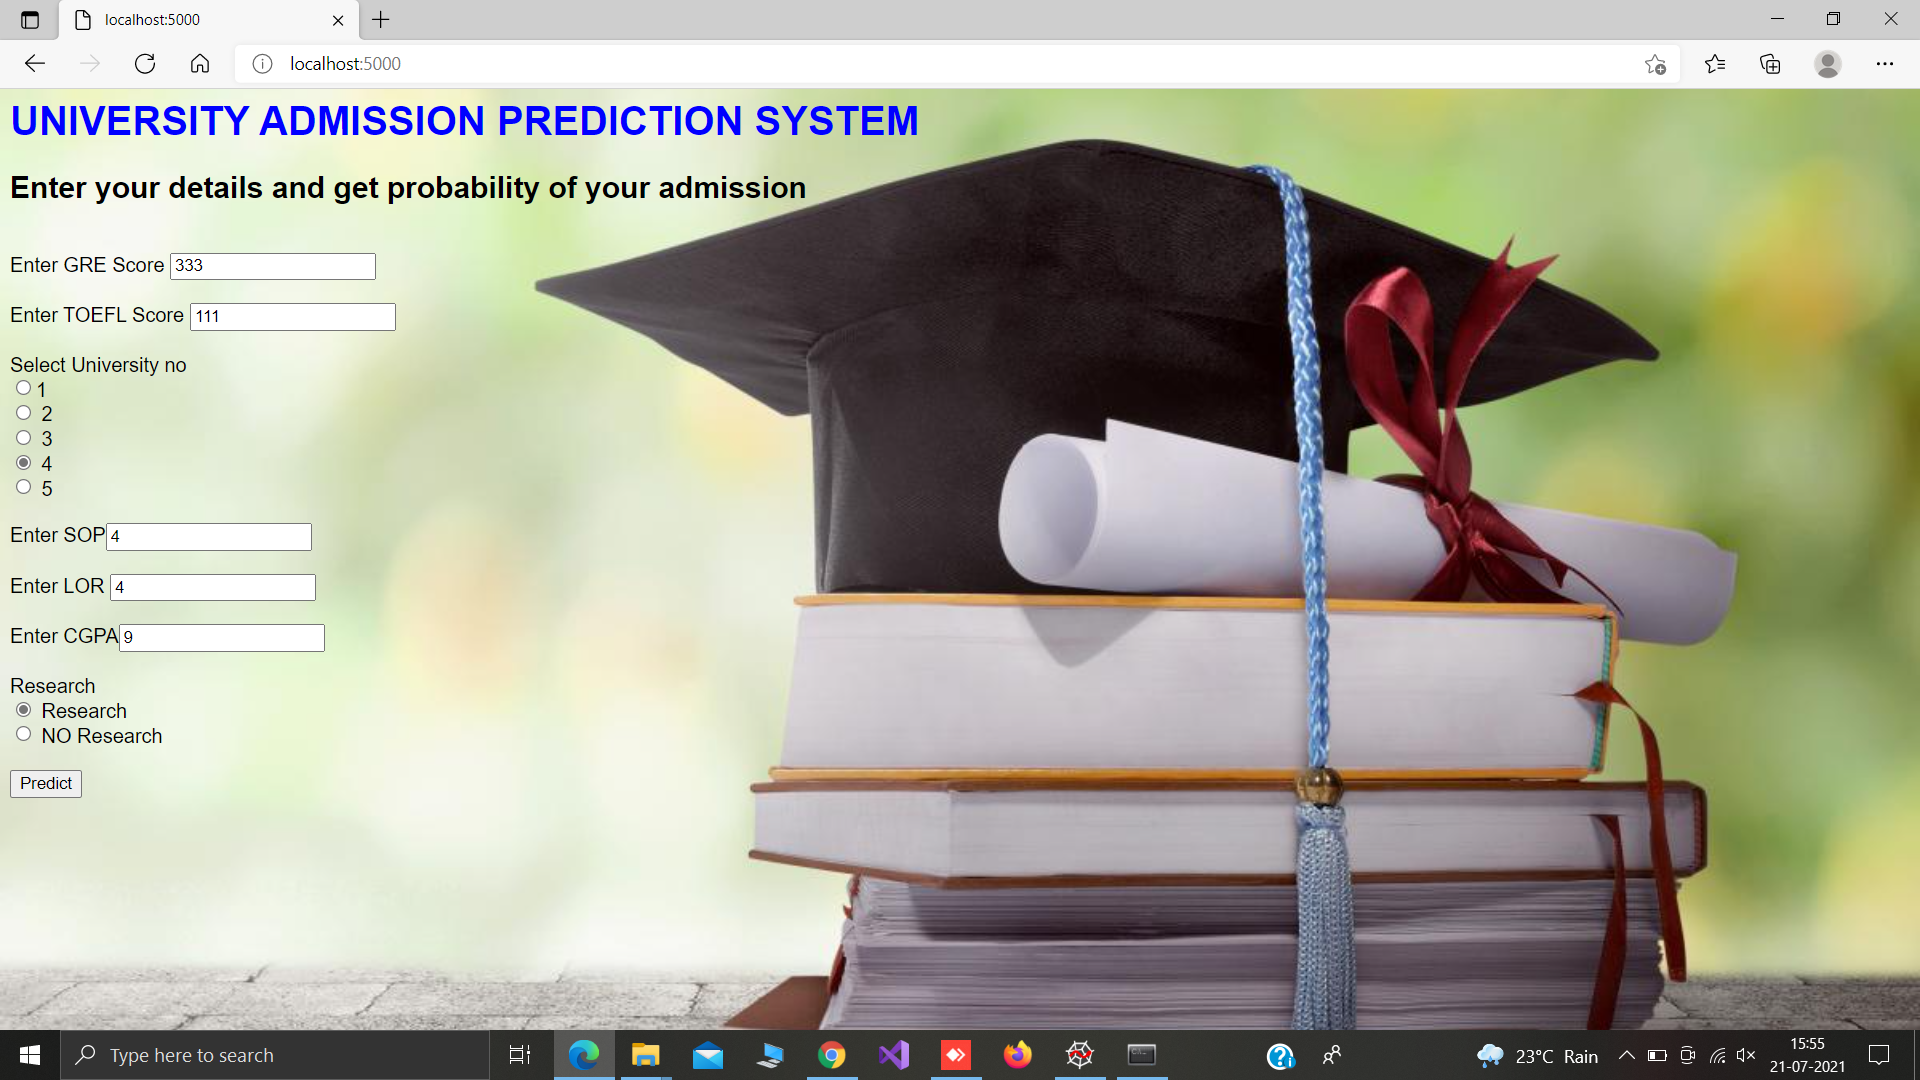 localhost:5000
localhost:5000
UNIVERSITY ADMISSION PREDICTION SYSTEM
Enter your details and get probability of your admission
Enter GRE Score 333
Enter TOEFL Score 111
Select University no
1
2
3
4
5
Enter SOP 4
Enter LOR 4
Enter CGPA 9
Research
Research
NO Research
Predict
Type here to search
23°C Rain
15:55
21-07-2021